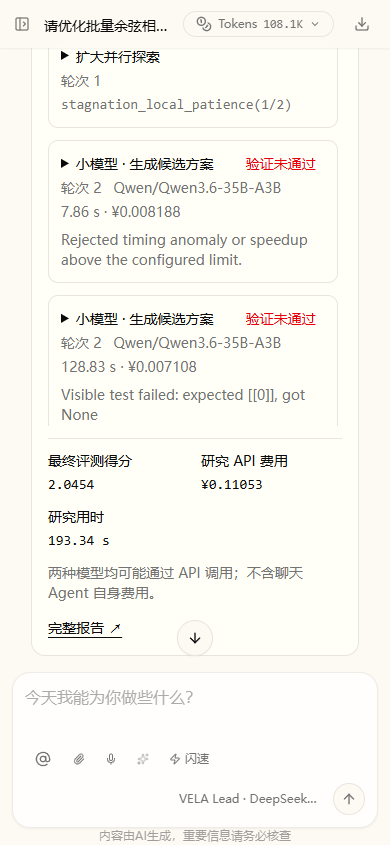 请优化批量余弦相...
Tokens 108.1K
扩大并行探索
轮次 1
stagnation_local_patience(1/2)
小模型 · 生成候选方案 验证未通过
轮次 2 Qwen/Qwen3.6-35B-A3B
7.86 s · ¥0.008188
Rejected timing anomaly or speedup
above the configured limit.
小模型 · 生成候选方案 验证未通过
轮次 2 Qwen/Qwen3.6-35B-A3B
128.83 s · ¥0.007108
Visible test failed: expected [[0]], got
None
最终评测得分 研究 API 费用
2.0454 ¥0.11053
研究用时
193.34 s
两种模型均可能通过 API 调用；不含聊天
Agent 自身费用。
完整报告 ↗
今天我能为你做些什么？
闪速
VELA Lead · DeepSeek...
内容由AI生成，重要信息请务必核查